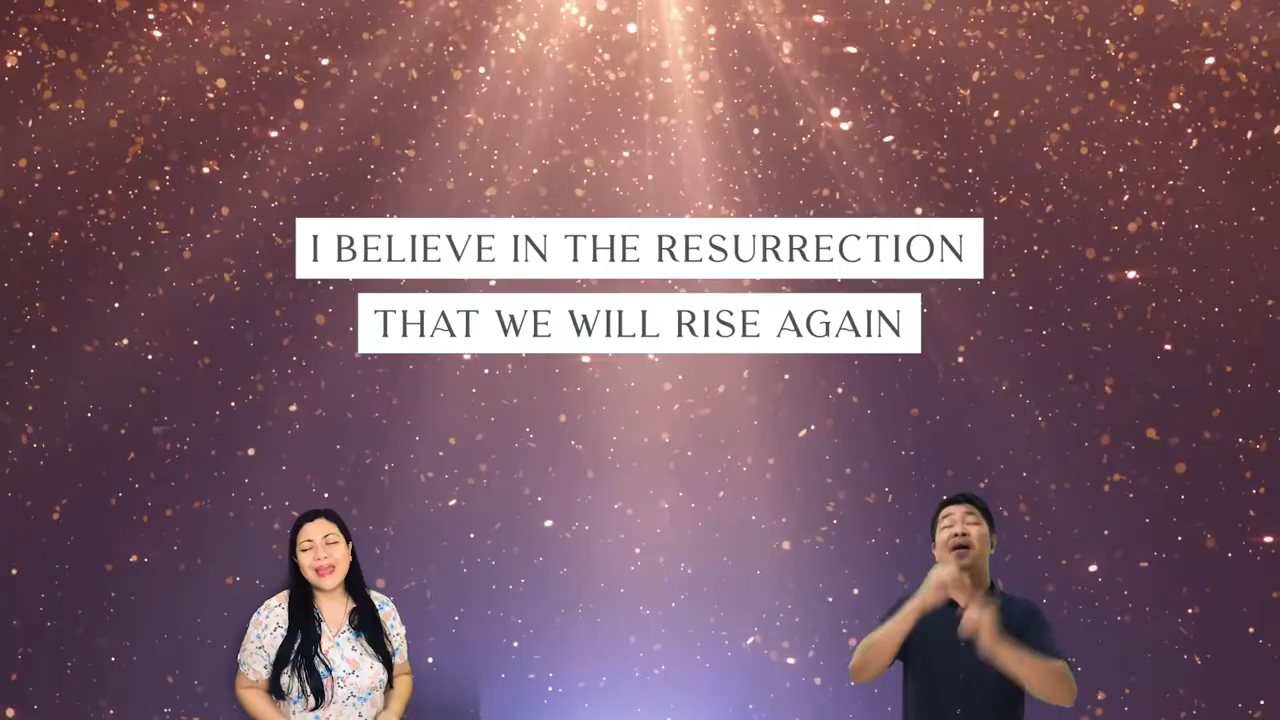 I BELIEVE IN THE RESURRECTION
THAT WE WILL RISE AGAIN